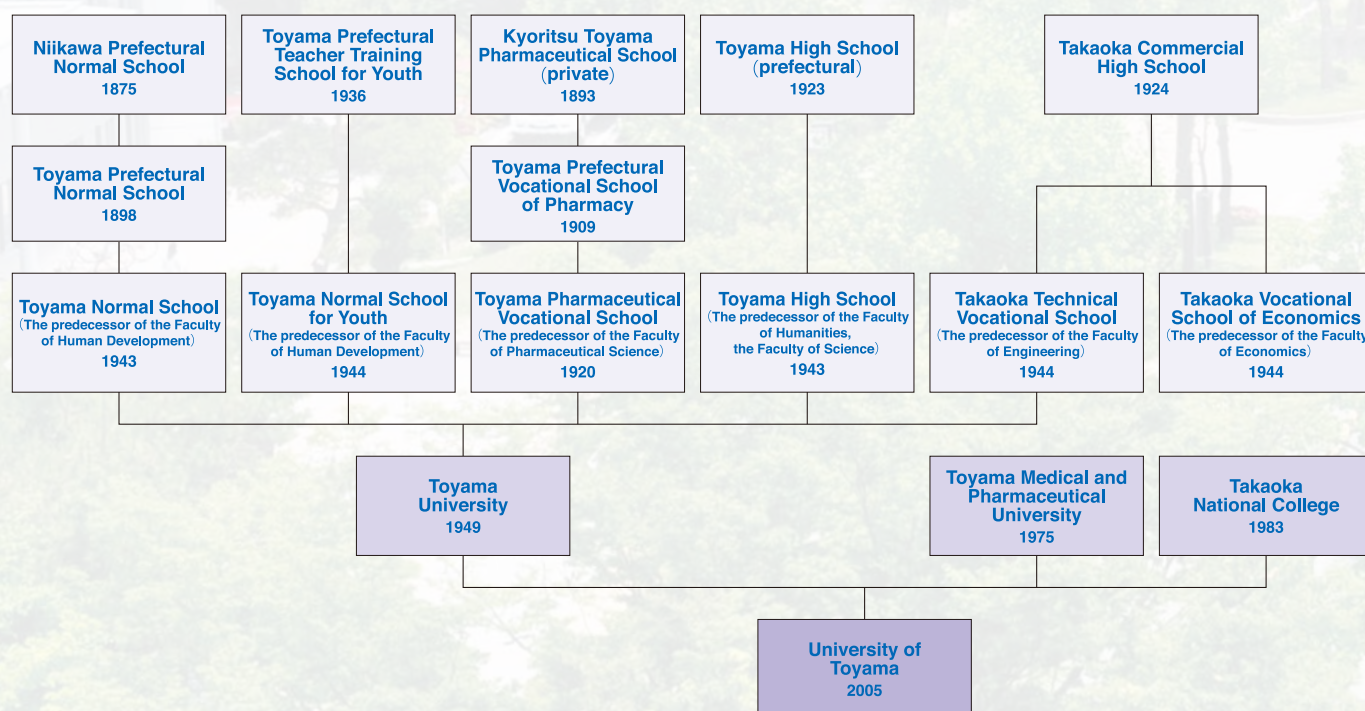 Niikawa Prefectural
Normal School
1875
Toyama Prefectural
Teacher Training
School for Youth
1936
Kyoritsu Toyama
Pharmaceutical School
(private)
1893
Toyama High School
(prefectural)
1923
Takaoka Commercial
High School
1924
Toyama Prefectural
Normal School
1898
Toyama Prefectural
Vocational School
of Pharmacy
1909
Toyama Normal School
(The predecessor of the Faculty
of Human Development)
1943
Toyama Normal School
for Youth
(The predecessor of the Faculty
of Human Development)
1944
Toyama Pharmaceutical
Vocational School
(The predecessor of the Faculty
of Pharmaceutical Science)
1920
Toyama High School
(The predecessor of the Faculty
of Humanities,
the Faculty of Science)
1943
Takaoka Technical
Vocational School
(The predecessor of the Faculty
of Engineering)
1944
Takaoka Vocational
School of Economics
(The predecessor of the Faculty
of Economics)
1944
Toyama
University
1949
Toyama Medical and
Pharmaceutical
University
1975
Takaoka
National College
1983
University of
Toyama
2005